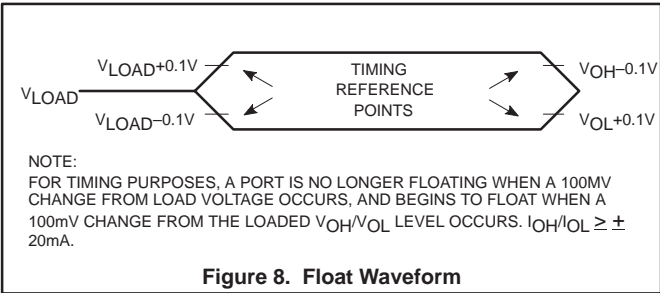 VLOAD+0.1V
VLOAD
VLOAD–0.1V
TIMING
REFERENCE
POINTS
VOH–0.1V
VOL+0.1V
NOTE:
FOR TIMING PURPOSES, A PORT IS NO LONGER FLOATING WHEN A 100MV
CHANGE FROM LOAD VOLTAGE OCCURS, AND BEGINS TO FLOAT WHEN A
100mV CHANGE FROM THE LOADED VOH/VOL LEVEL OCCURS. IOH/IOL ≥ ±
20mA.
Figure 8. Float Waveform